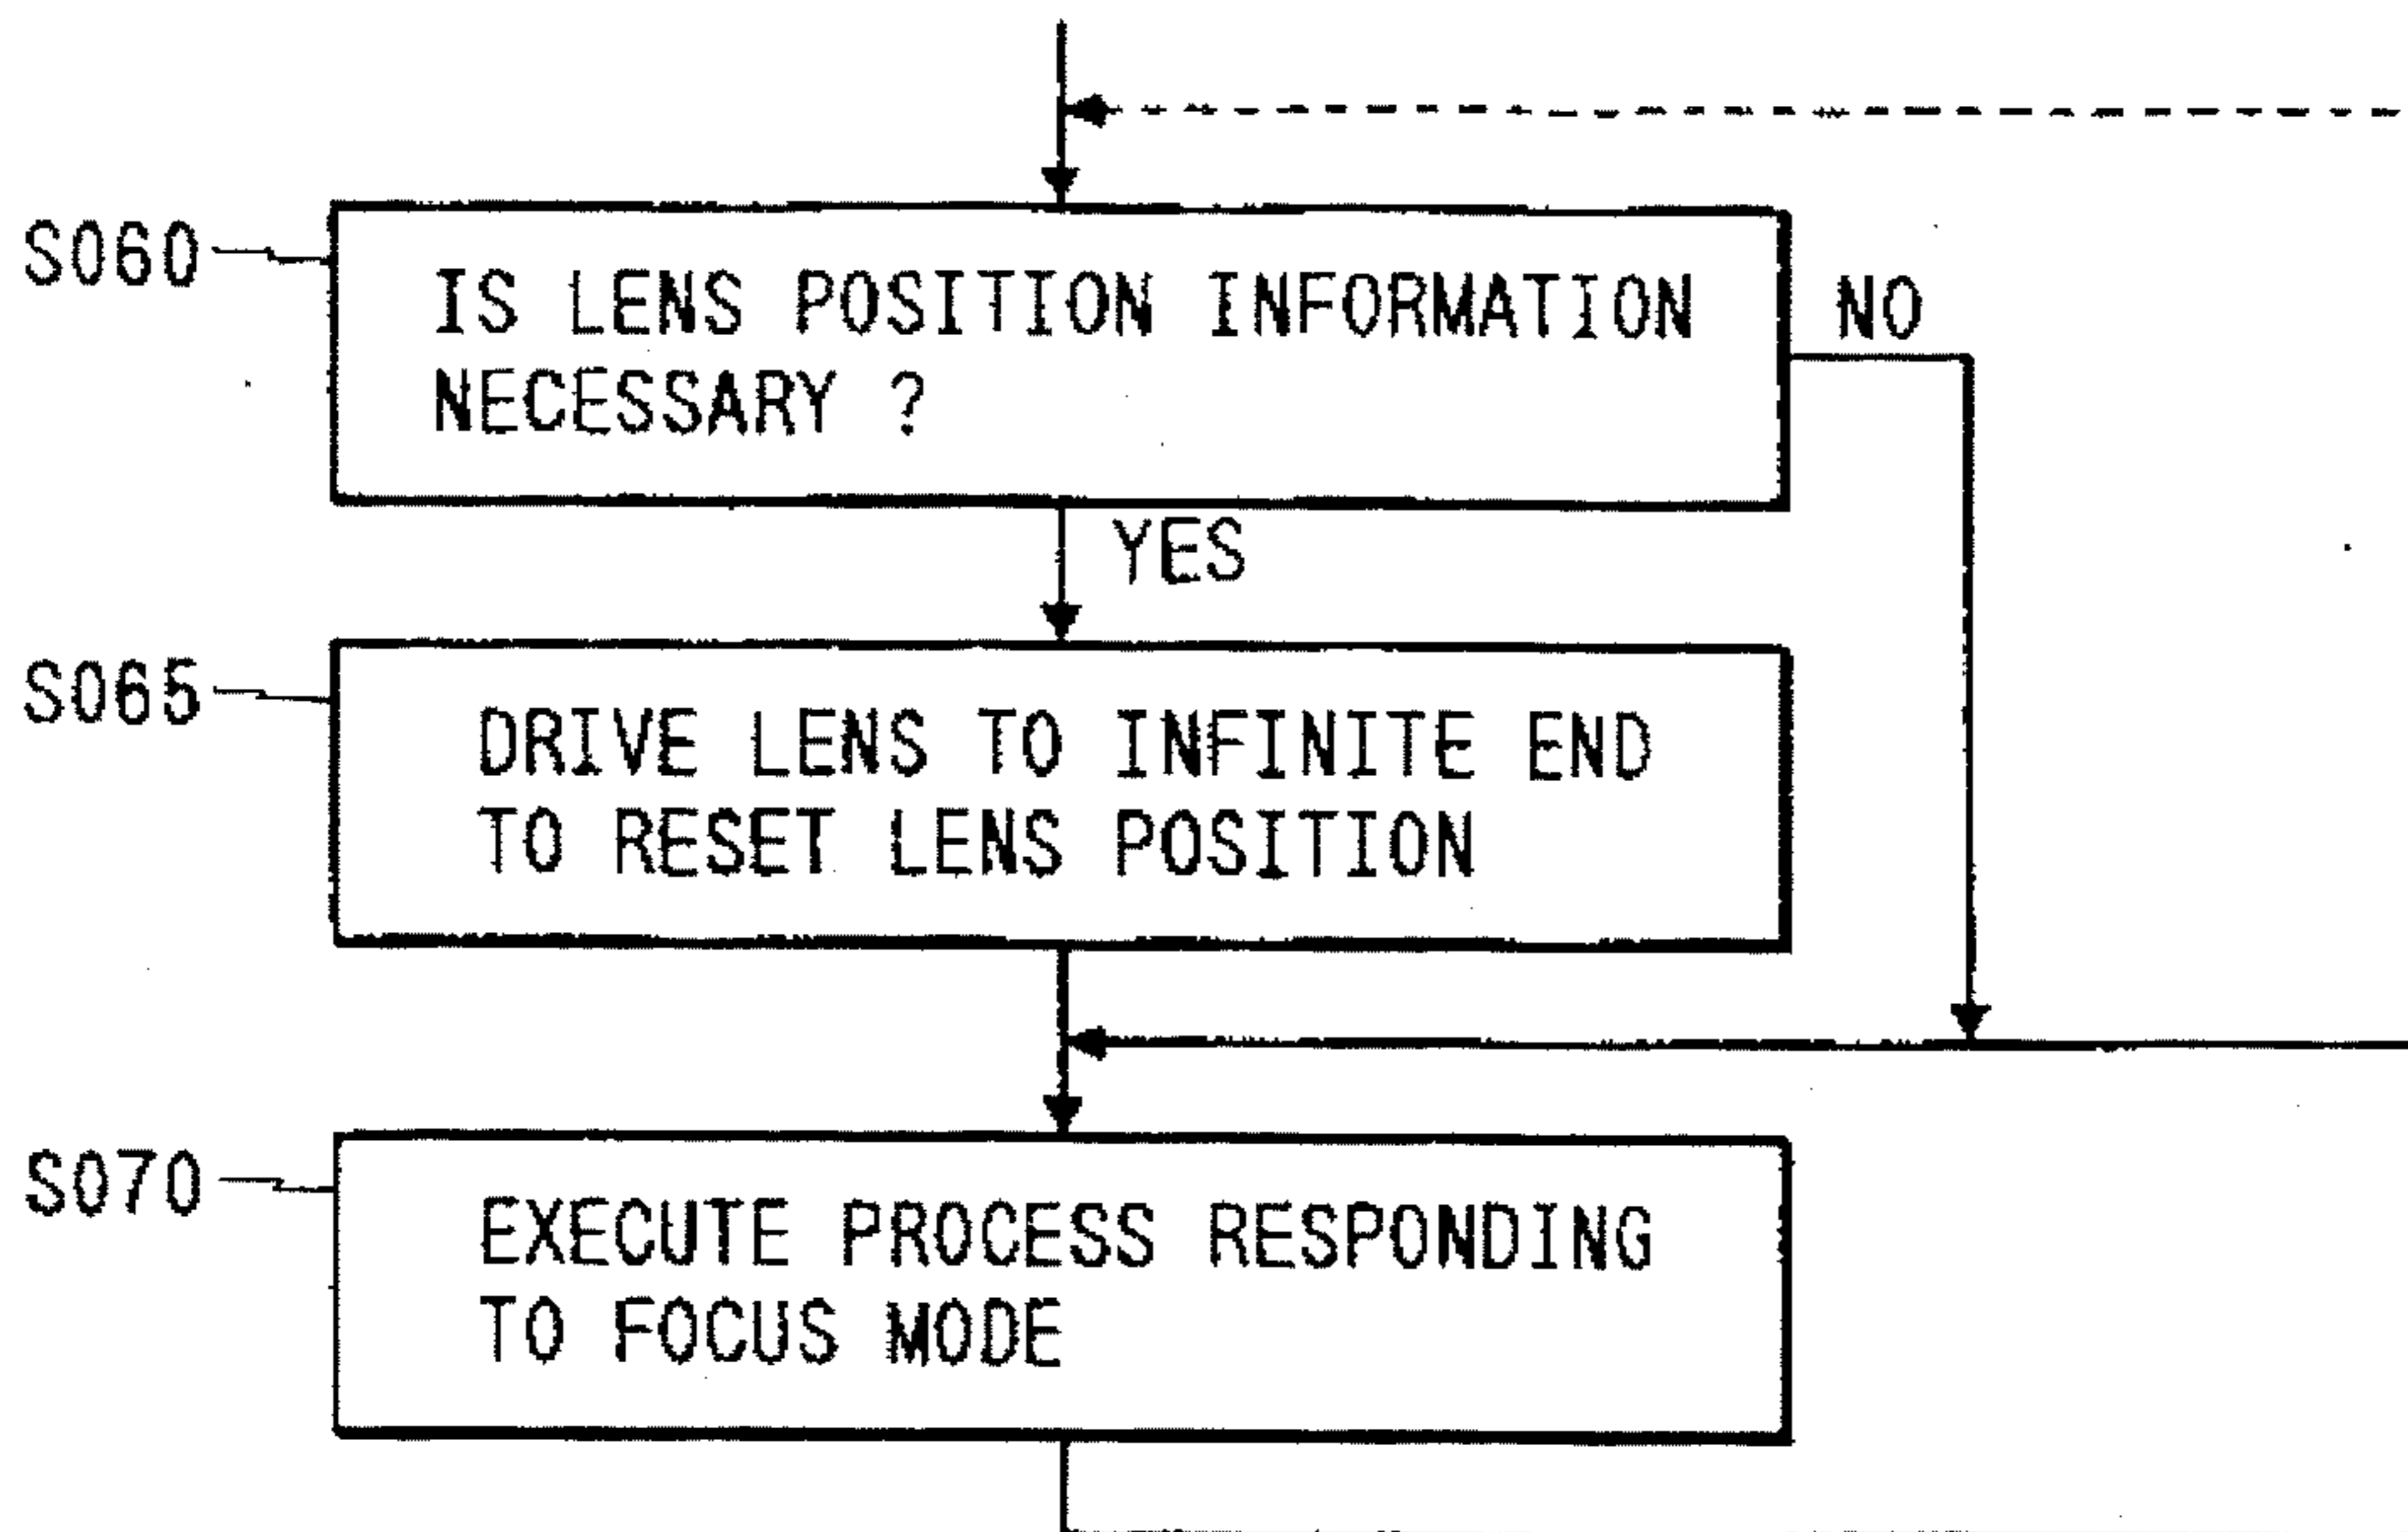 S060
IS LENS POSITION INFORMATION
NECESSARY ?
NO
YES
S065
DRIVE LENS TO INFINITE END
TO RESET LENS POSITION
S070
EXECUTE PROCESS RESPONDING
TO FOCUS MODE